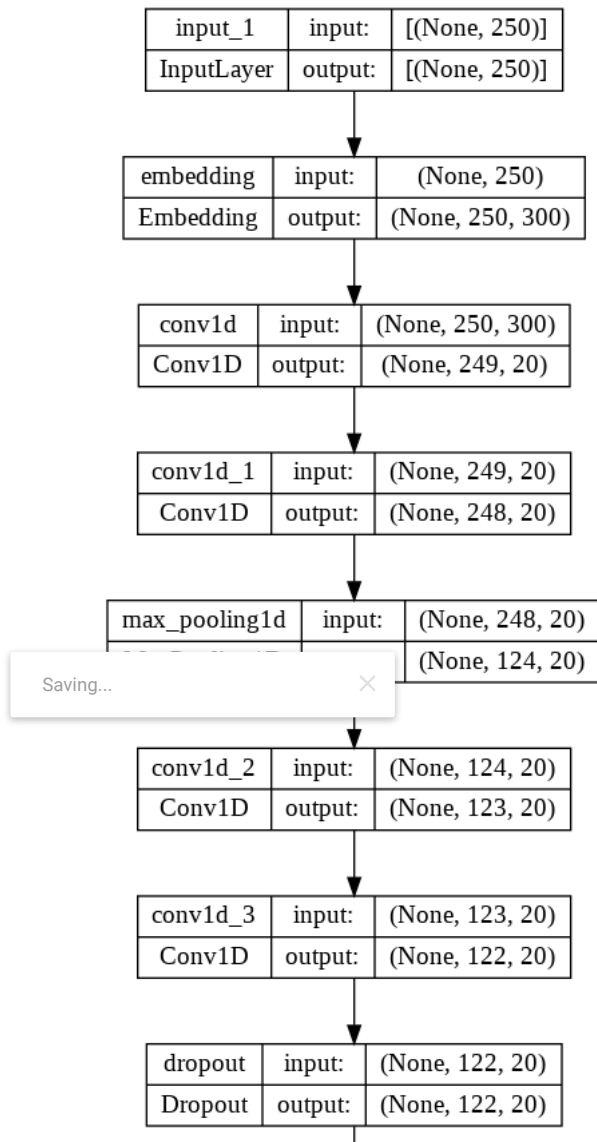 input_1 input: [(None, 250)]
InputLayer output: [(None, 250)]
embedding input: (None, 250)
Embedding output: (None, 250, 300)
conv1d input: (None, 250, 300)
Conv1D output: (None, 249, 20)
conv1d_1 input: (None, 249, 20)
Conv1D output: (None, 248, 20)
max_pooling1d input: (None, 248, 20)
(None, 124, 20)
Saving...
conv1d_2 input: (None, 124, 20)
Conv1D output: (None, 123, 20)
conv1d_3 input: (None, 123, 20)
Conv1D output: (None, 122, 20)
dropout input: (None, 122, 20)
Dropout output: (None, 122, 20)